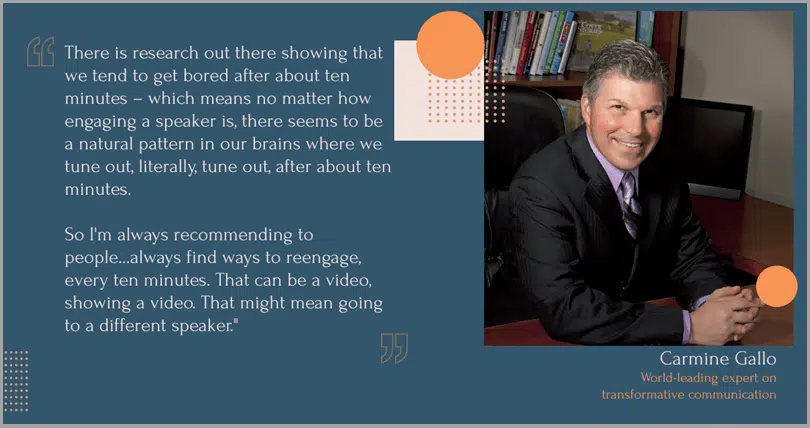 “
There is research out there showing that
we tend to get bored after about ten
minutes – which means no matter how
engaging a speaker is, there seems to be
a natural pattern in our brains where we
tune out, literally, tune out, after about ten
minutes.
So I'm always recommending to
people...always find ways to reengage,
every ten minutes. That can be a video,
showing a video. That might mean going
to a different speaker."
”
Carmine Gallo
World-leading expert on
transformative communication